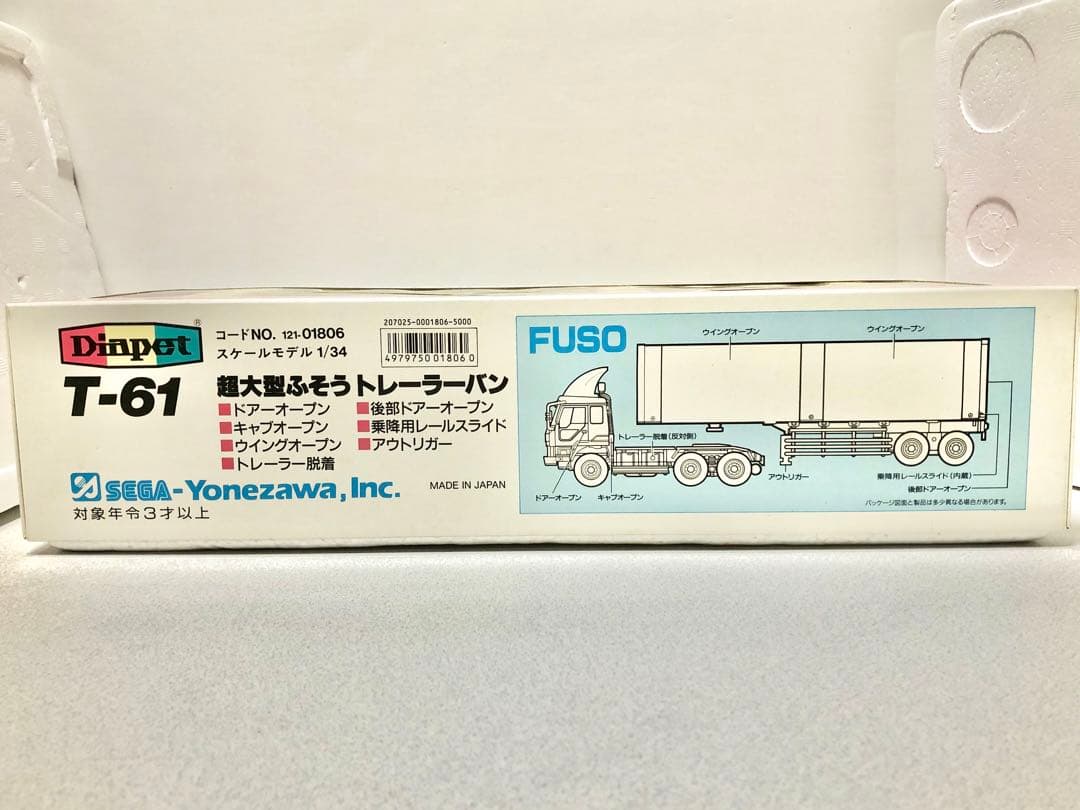 Diapet®
T-61
コードNO. 121-01806
スケールモデル 1/34
207025-0001806-5000
4979750018060
超大型ふそうトレーラーバン
■ドアーオープン
■キャブオープン
■ウイングオープン
■トレーラー脱着
■後部ドアーオープン
■乗降用レールスライド
■アウトリガー
SEGA-Yonezawa, Inc.
MADE IN JAPAN
対象年令3才以上
FUSO
ウイングオープン
ウイングオープン
トレーラー脱着(反対側)
アウトリガー
乗降用レールスライド(内蔵)
後部ドアーオープン
ドアーオープン
キャブオープン
パッケージ図面と製品は多少異なる場合があります。